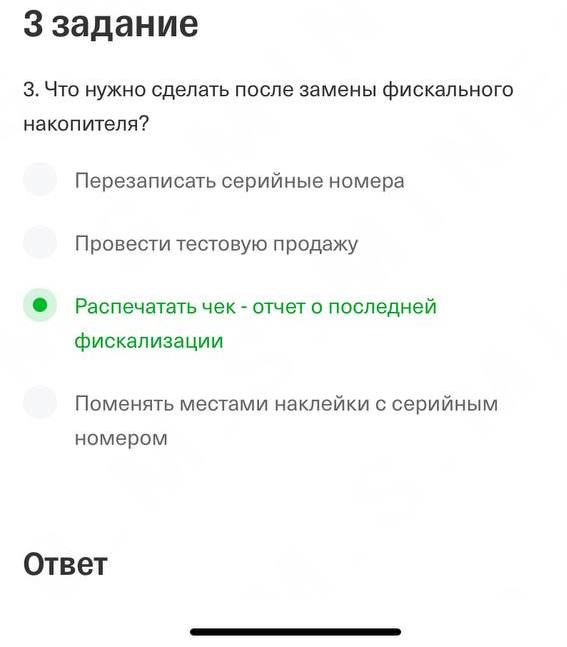 3 задание
3. Что нужно сделать после замены фискального
накопителя?
Перезаписать серийные номера
Провести тестовую продажу
Распечатать чек - отчет о последней
фискализации
Поменять местами наклейки с серийным
номером
Ответ